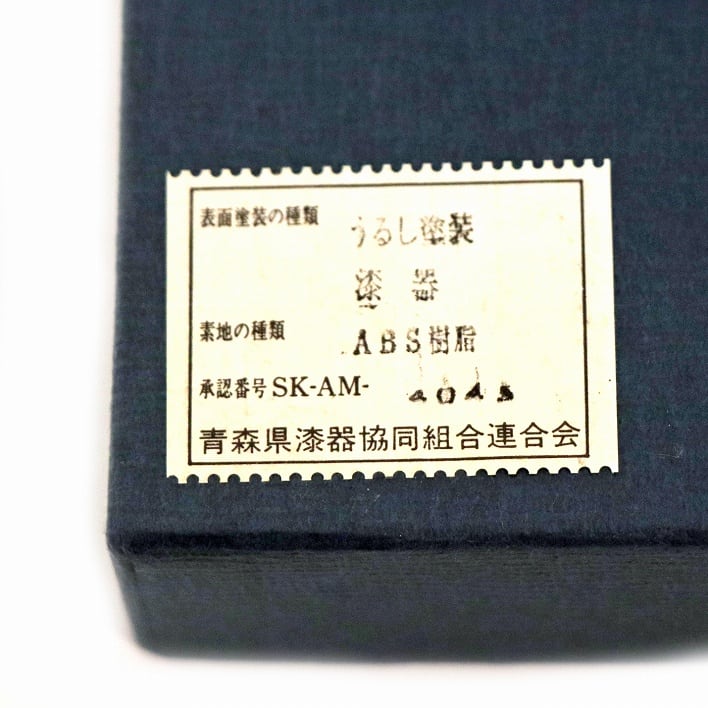 表面塗装の種類 うるし塗装
漆器
素地の種類 ABS樹脂
承認番号 SK-AM-
青森県漆器協同組合連合会